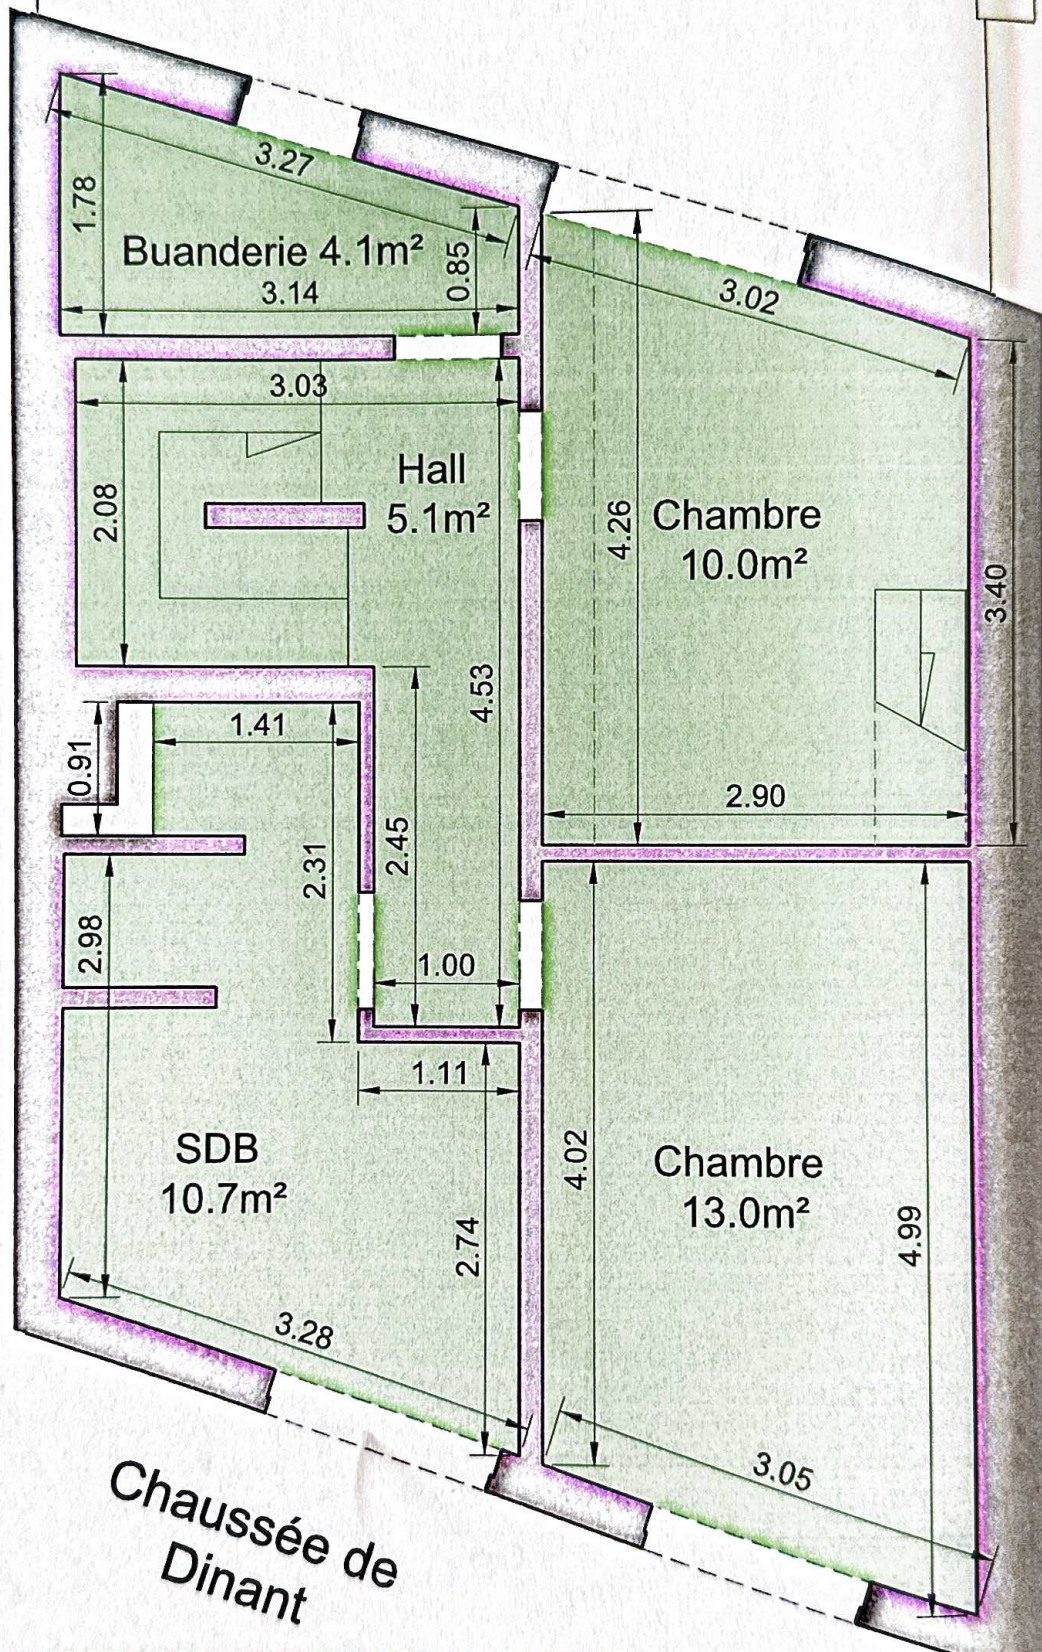 3.27
1.78
Buanderie 4.1m²
0.85
3.14
3.02
3.03
Hall
5.1m²
2.08
4.26
Chambre
10.0m²
3.40
4.53
1.41
0.91
2.90
2.45
2.31
2.98
1.00
1.11
SDB
10.7m²
4.02
Chambre
13.0m²
2.74
4.99
3.28
3.05
Chaussée de
Dinant